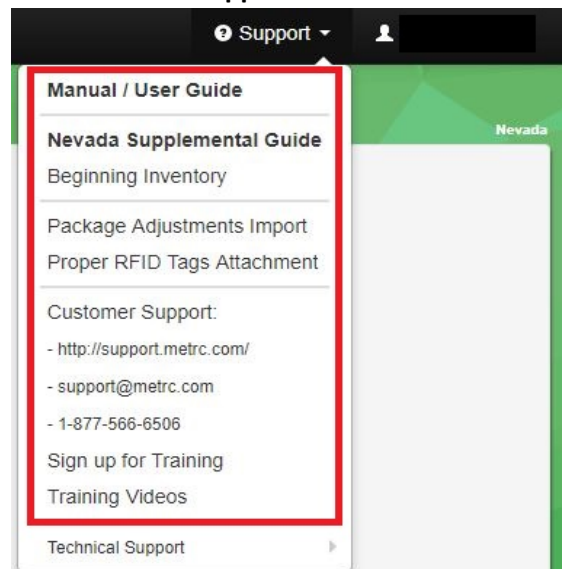 Support
Manual / User Guide
Nevada
Nevada Supplemental Guide
Beginning Inventory
Package Adjustments Import
Proper RFID Tags Attachment
Customer Support:
- http://support.metrc.com/
- support@metrc.com
- 1-877-566-6506
Sign up for Training
Training Videos
Technical Support